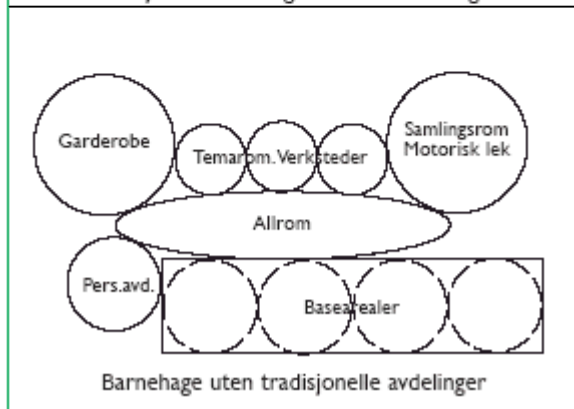 Garderobe
Temarom. Verksteder
Samlingsrom
Motorisk lek
Allrom
Pers.avd.
Basearealer
Barnehage uten tradisjonelle avdelinger